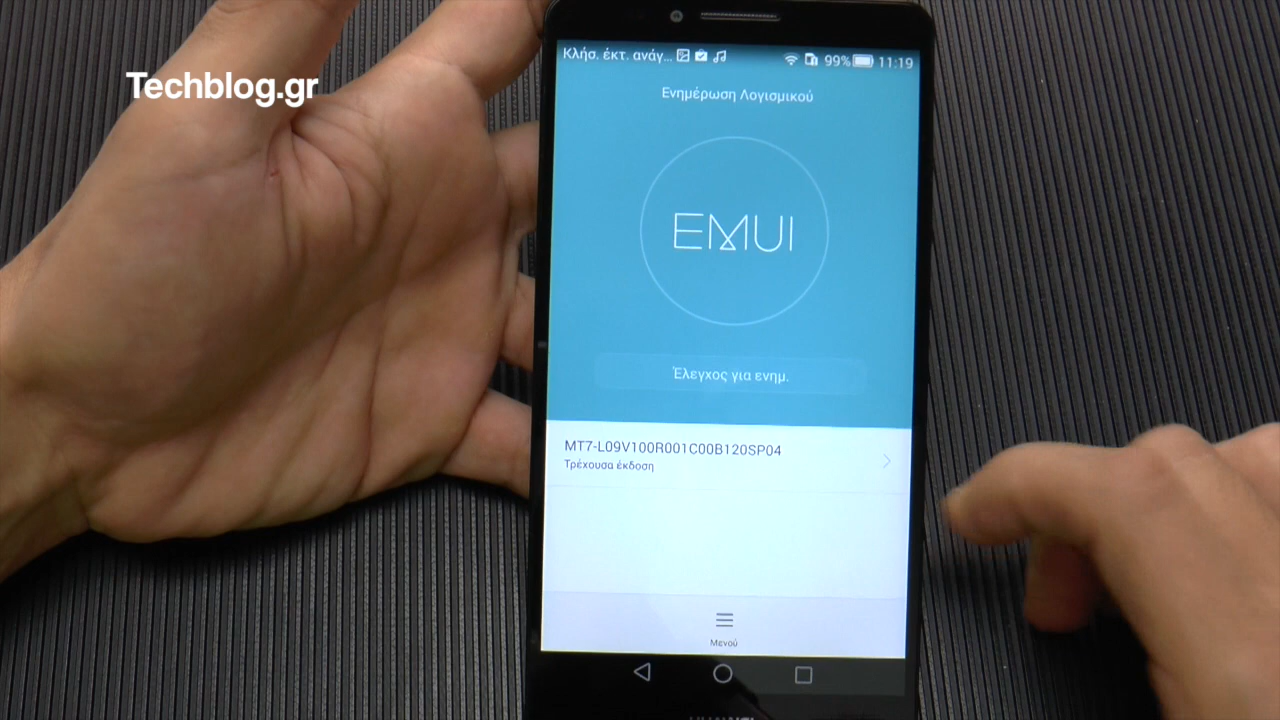 Techblog.gr
Κλήσ. έκτ. ανάγ... 99% 11:19
Ενημέρωση Λογισμικού
EMUI
Έλεγχος για ενημ.
MT7-L09V100R001C00B120SP04
Τρέχουσα έκδοση
Μενού
HUAWEI